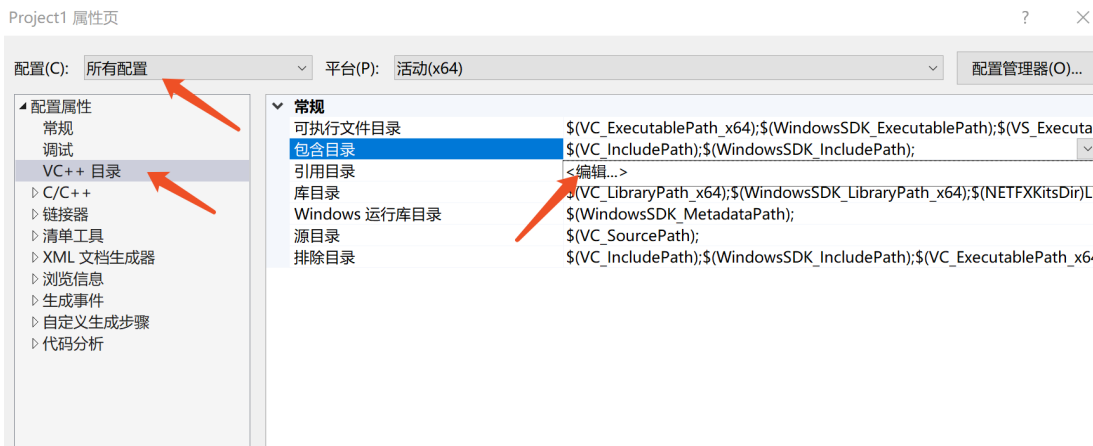 Project1 属性页
配置(C): 所有配置 平台(P): 活动(x64) 配置管理器(O)...
配置属性
常规
调试
VC++ 目录
C/C++
链接器
清单工具
XML 文档生成器
浏览信息
生成事件
自定义生成步骤
代码分析
常规
可执行文件目录 $(VC_ExecutablePath_x64);$(WindowsSDK_ExecutablePath);$(VS_Executa
包含目录 $(VC_IncludePath);$(WindowsSDK_IncludePath);
引用目录 <编辑...>
库目录 $(VC_LibraryPath_x64);$(WindowsSDK_LibraryPath_x64);$(NETFXKitsDir)L
Windows 运行库目录 $(WindowsSDK_MetadataPath);
源目录 $(VC_SourcePath);
排除目录 $(VC_IncludePath);$(WindowsSDK_IncludePath);$(VC_ExecutablePath_x64